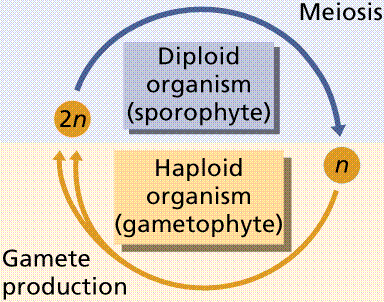 Meiosis
Diploid
organism
(sporophyte)
2n
n
Haploid
organism
(gametophyte)
Gamete
production